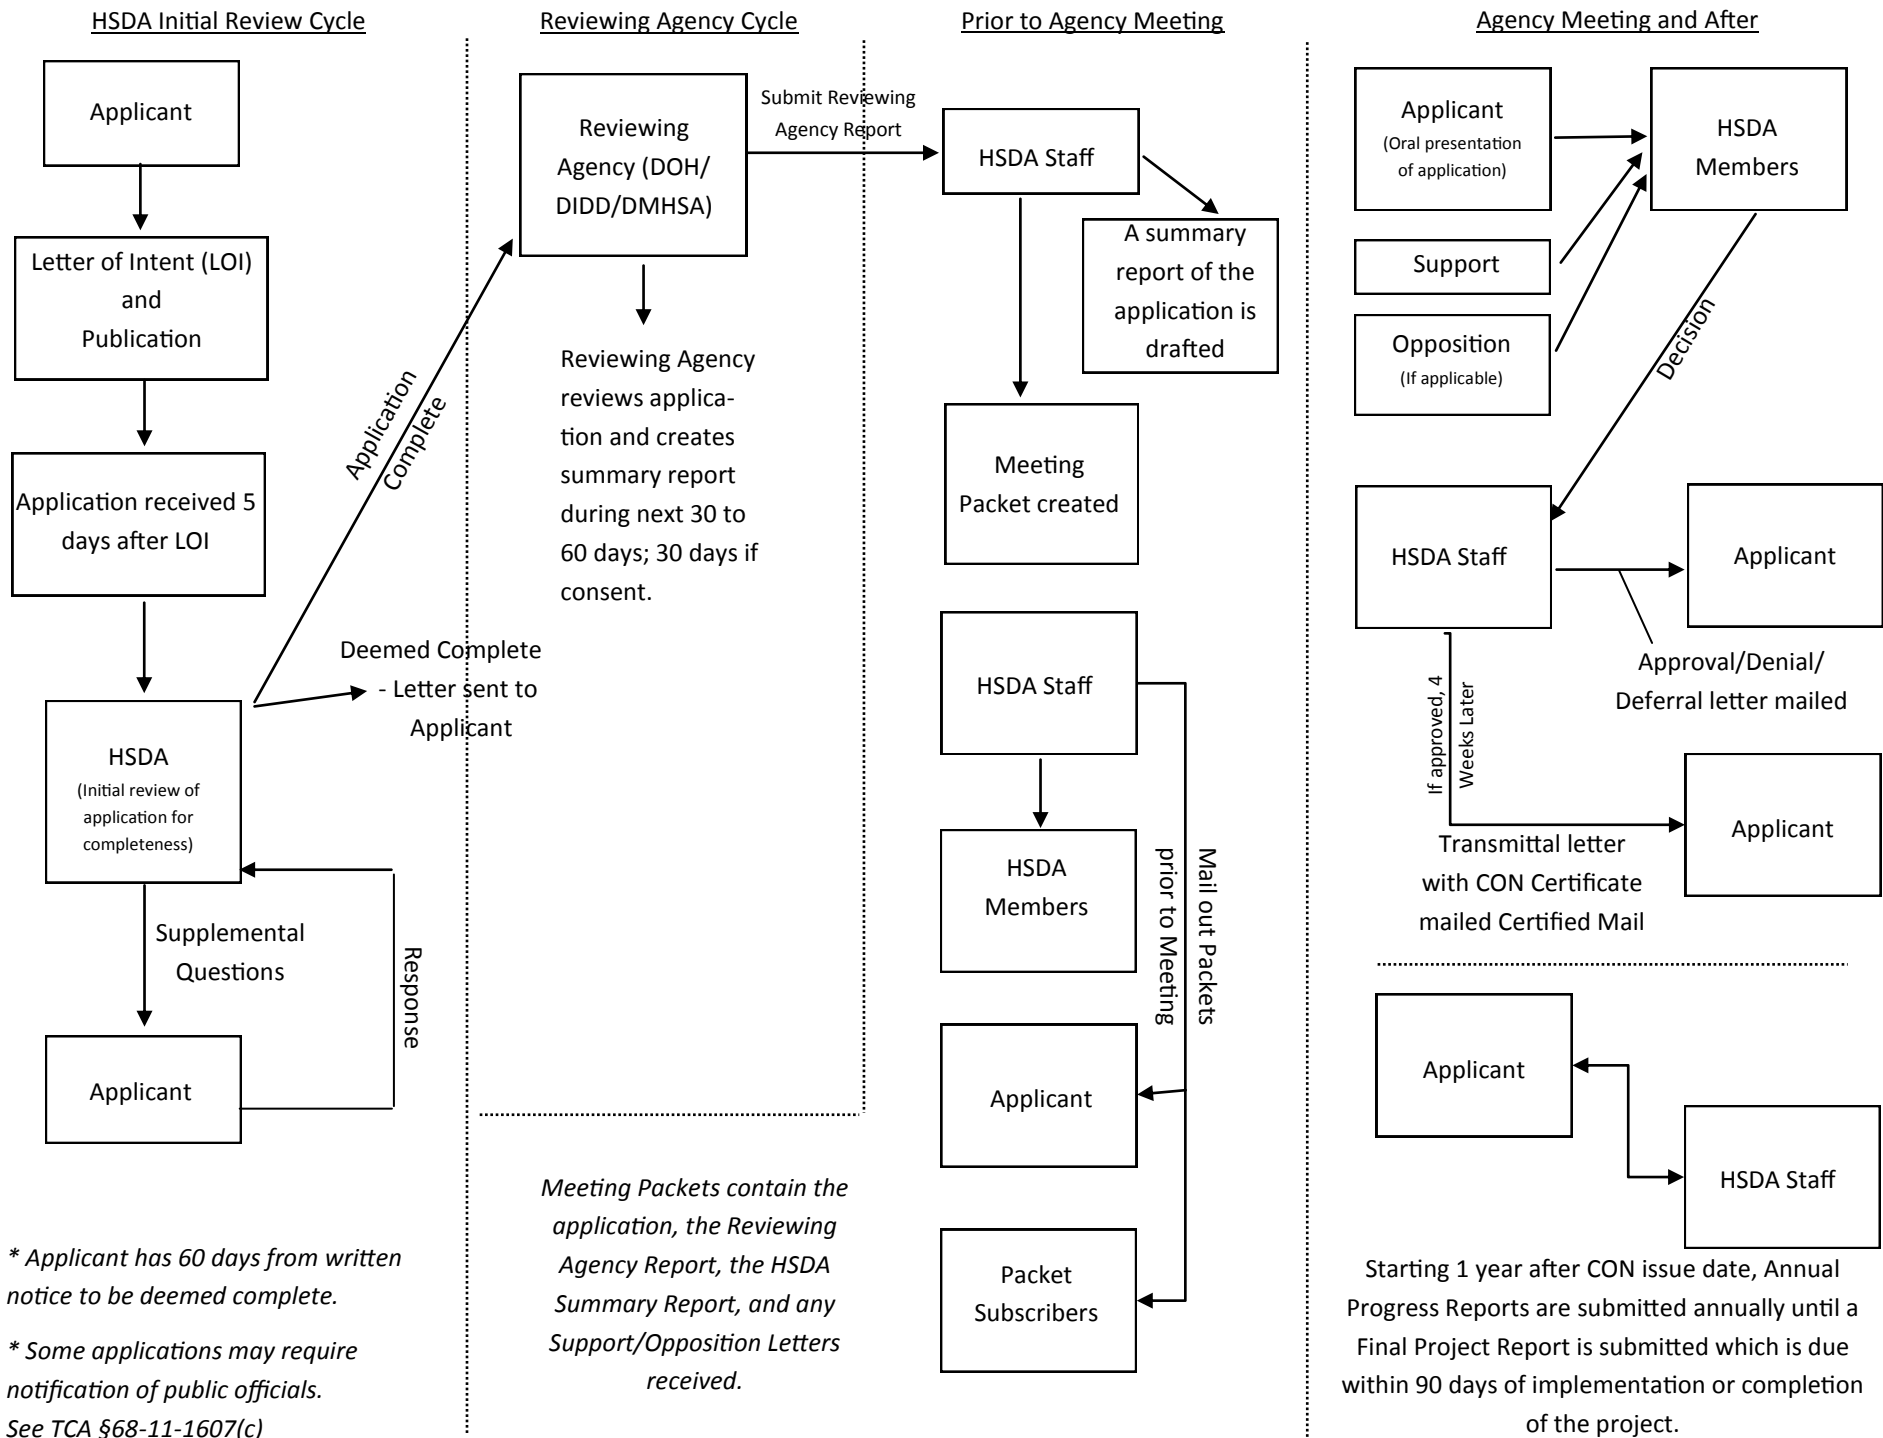 HSDA Initial Review Cycle
Applicant
Letter of Intent (LOI)
and
Publication
Application received 5
days after LOI
HSDA
(Initial review of
application for
completeness)
Supplemental
Questions
Response
Applicant
Application
Complete
Deemed Complete
- Letter sent to
Applicant
* Applicant has 60 days from written
notice to be deemed complete.
* Some applications may require
notification of public officials.
See TCA §68-11-1607(c)
Reviewing Agency Cycle
Reviewing
Agency (DOH/
DIDD/DMHSA)
Submit Reviewing
Agency Report
Reviewing Agency
reviews applica-
tion and creates
summary report
during next 30 to
60 days; 30 days if
consent.
Meeting Packets contain the
application, the Reviewing
Agency Report, the HSDA
Summary Report, and any
Support/Opposition Letters
received.
Prior to Agency Meeting
HSDA Staff
A summary
report of the
application is
drafted
Meeting
Packet created
HSDA Staff
HSDA
Members
Mail out Packets
prior to Meeting
Applicant
Packet
Subscribers
Agency Meeting and After
Applicant
(Oral presentation
of application)
HSDA
Members
Support
Opposition
(If applicable)
Decision
HSDA Staff
Applicant
Approval/Denial/
Deferral letter mailed
If approved, 4
Weeks Later
Applicant
Transmittal letter
with CON Certificate
mailed Certified Mail
Applicant
HSDA Staff
Starting 1 year after CON issue date, Annual
Progress Reports are submitted annually until a
Final Project Report is submitted which is due
within 90 days of implementation or completion
of the project.